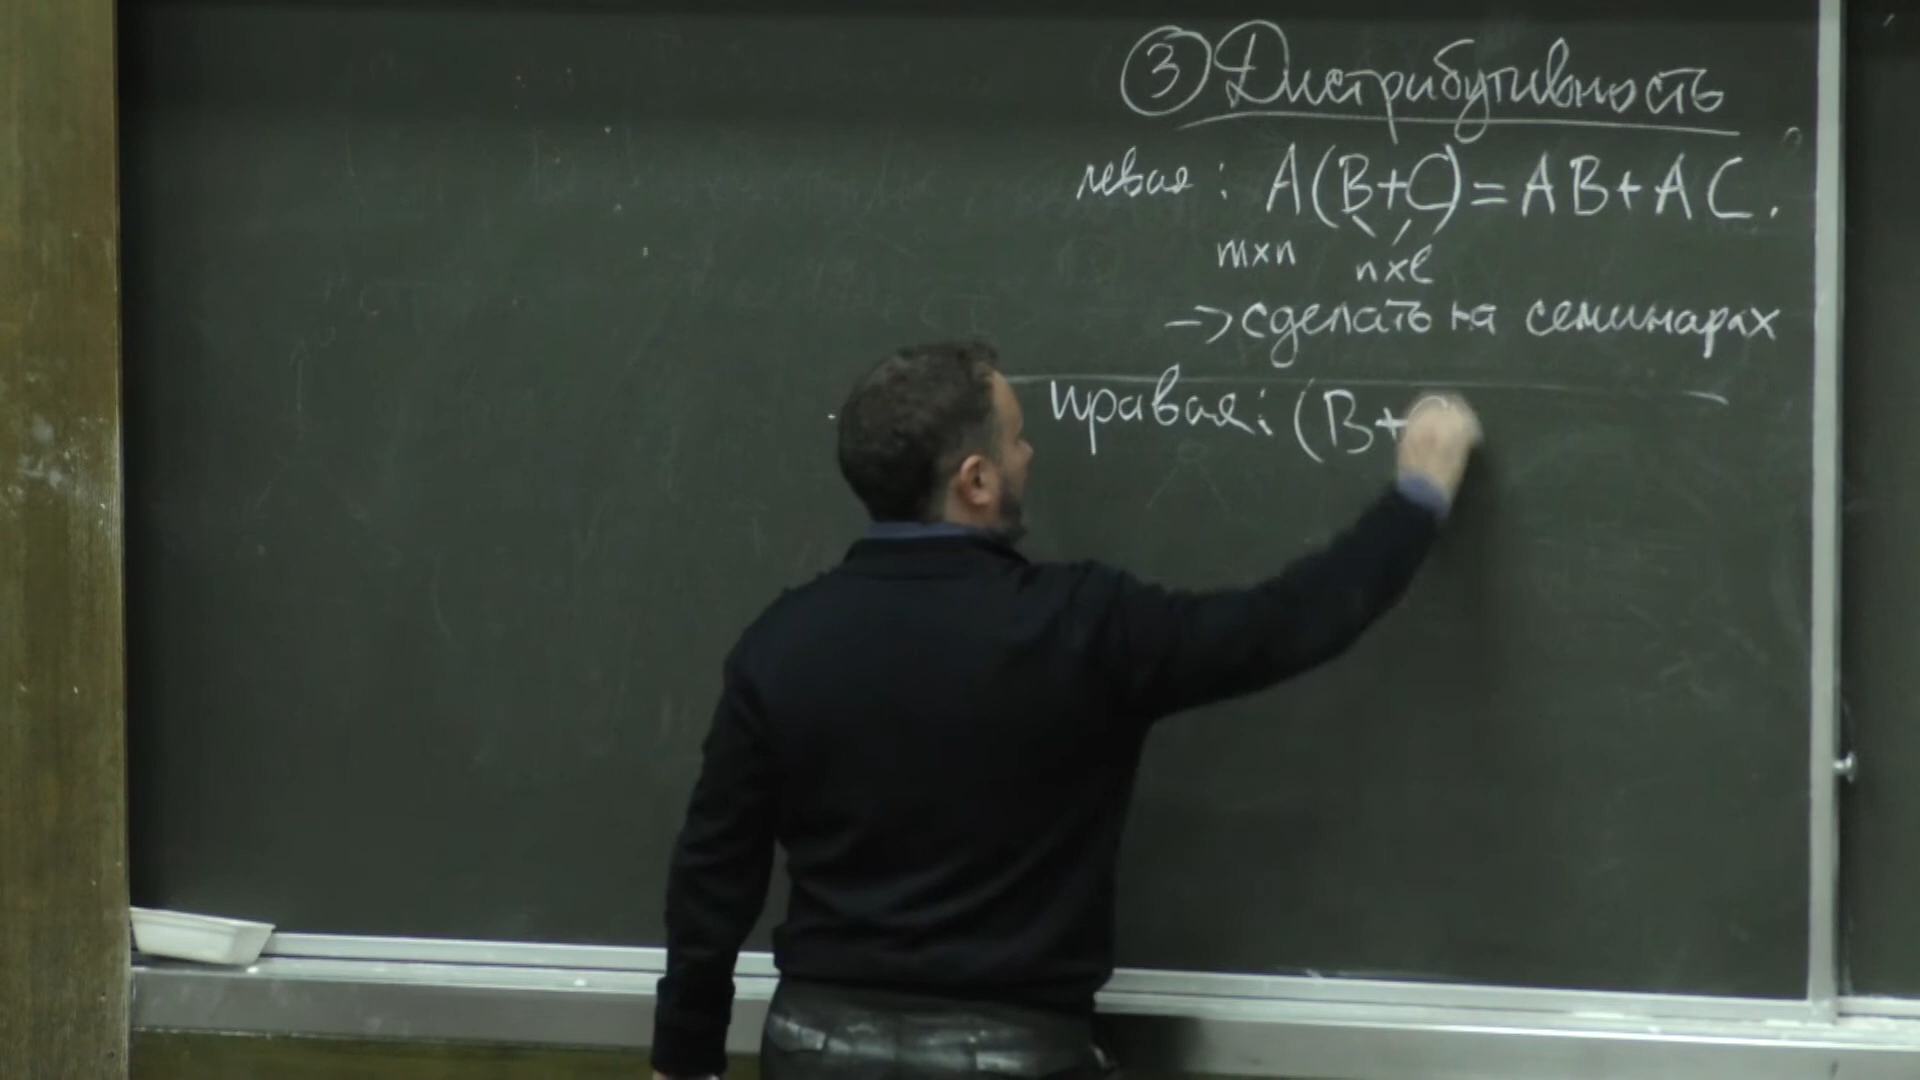 ③ Дистрибутивность
левая: A(B+C)=AB+AC.
m×n n×l
→ сделать на семинарах
правая: (B+C